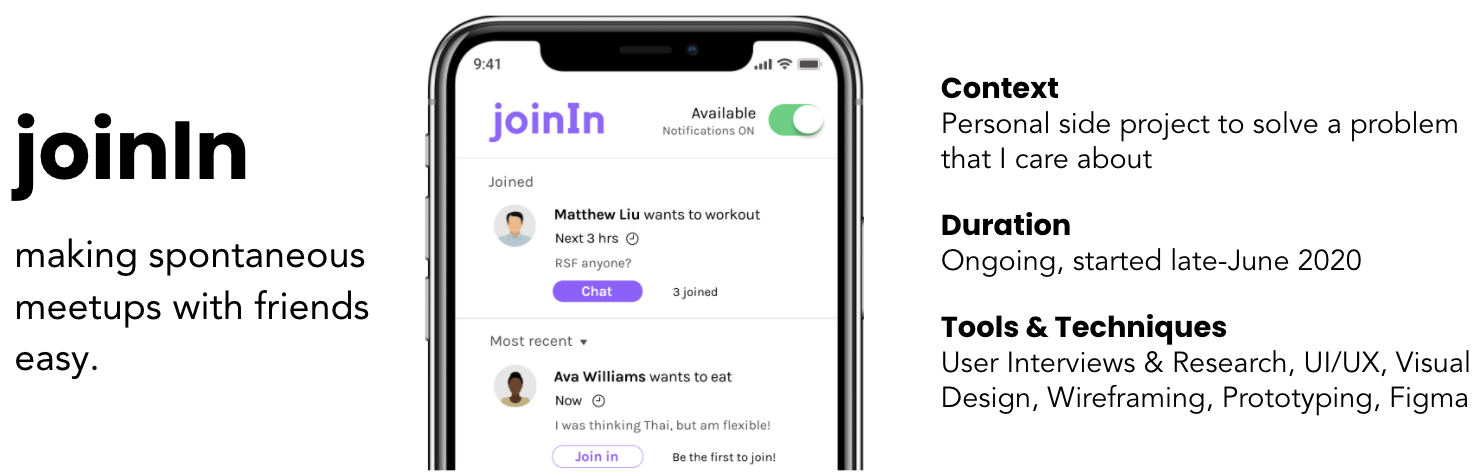 joinIn
making spontaneous
meetups with friends
easy.
9:41
joinIn
Available
Notifications ON
Joined
Matthew Liu wants to workout
Next 3 hrs
RSF anyone?
Chat
3 joined
Most recent
Ava Williams wants to eat
Now
I was thinking Thai, but am flexible!
Join in
Be the first to join!
Context
Personal side project to solve a problem
that I care about
Duration
Ongoing, started late-June 2020
Tools & Techniques
User Interviews & Research, UI/UX, Visual
Design, Wireframing, Prototyping, Figma